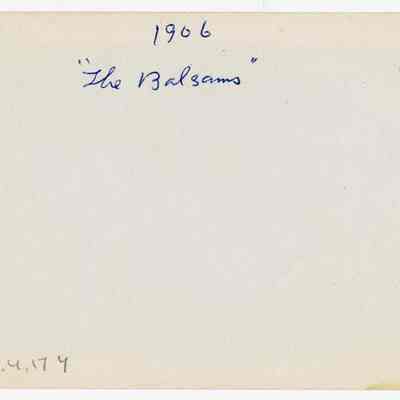 1906
"The Balsams"
.4.174